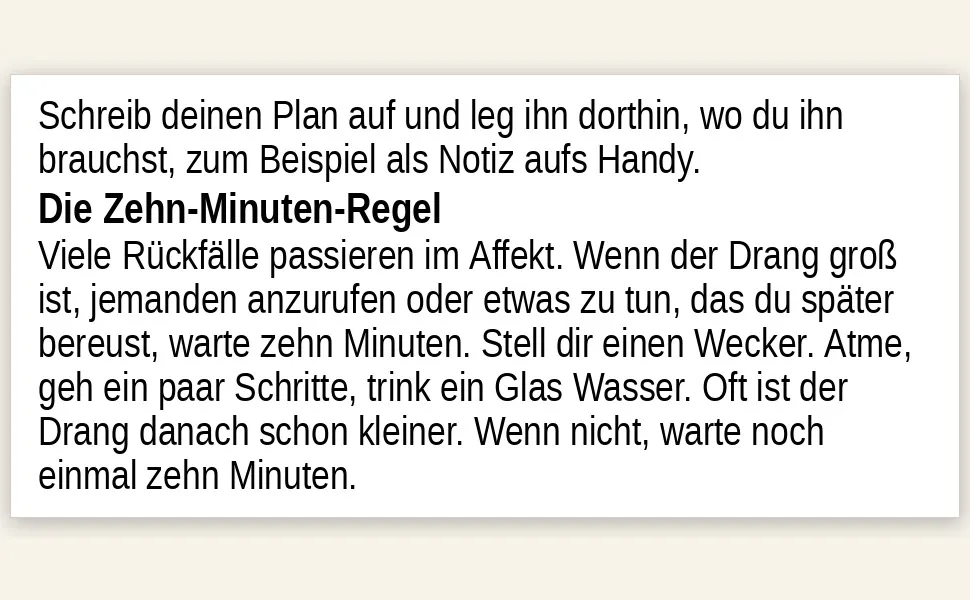 Schreib deinen Plan auf und leg ihn dorthin, wo du ihn
brauchst, zum Beispiel als Notiz aufs Handy.
Die Zehn-Minuten-Regel
Viele Rückfälle passieren im Affekt. Wenn der Drang groß
ist, jemanden anzurufen oder etwas zu tun, das du später
bereust, warte zehn Minuten. Stell dir einen Wecker. Atme,
geh ein paar Schritte, trink ein Glas Wasser. Oft ist der
Drang danach schon kleiner. Wenn nicht, warte noch
einmal zehn Minuten.